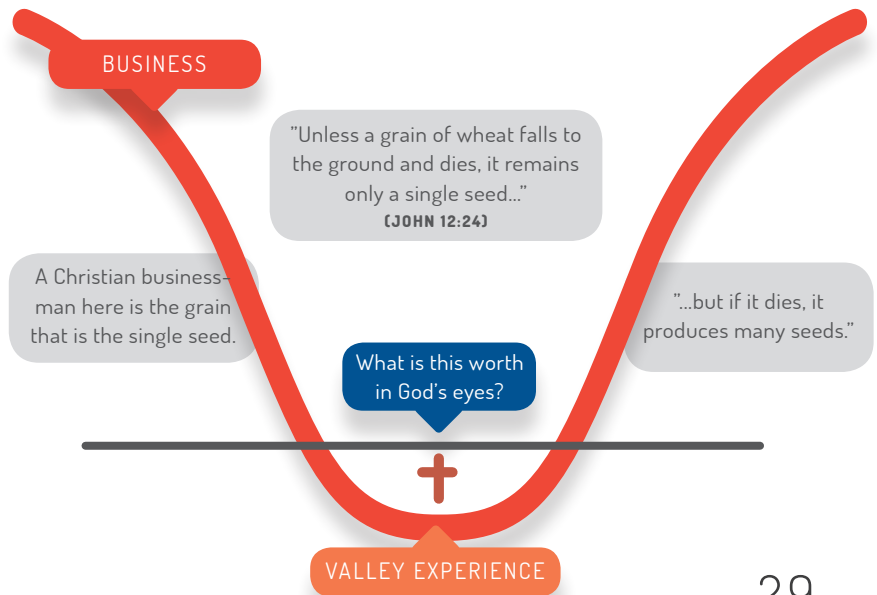 BUSINESS
”Unless a grain of wheat falls to
the ground and dies, it remains
only a single seed...”
(JOHN 12:24)
A Christian business-
man here is the grain
that is the single seed.
”...but if it dies, it
produces many seeds.”
What is this worth
in God’s eyes?
VALLEY EXPERIENCE
29